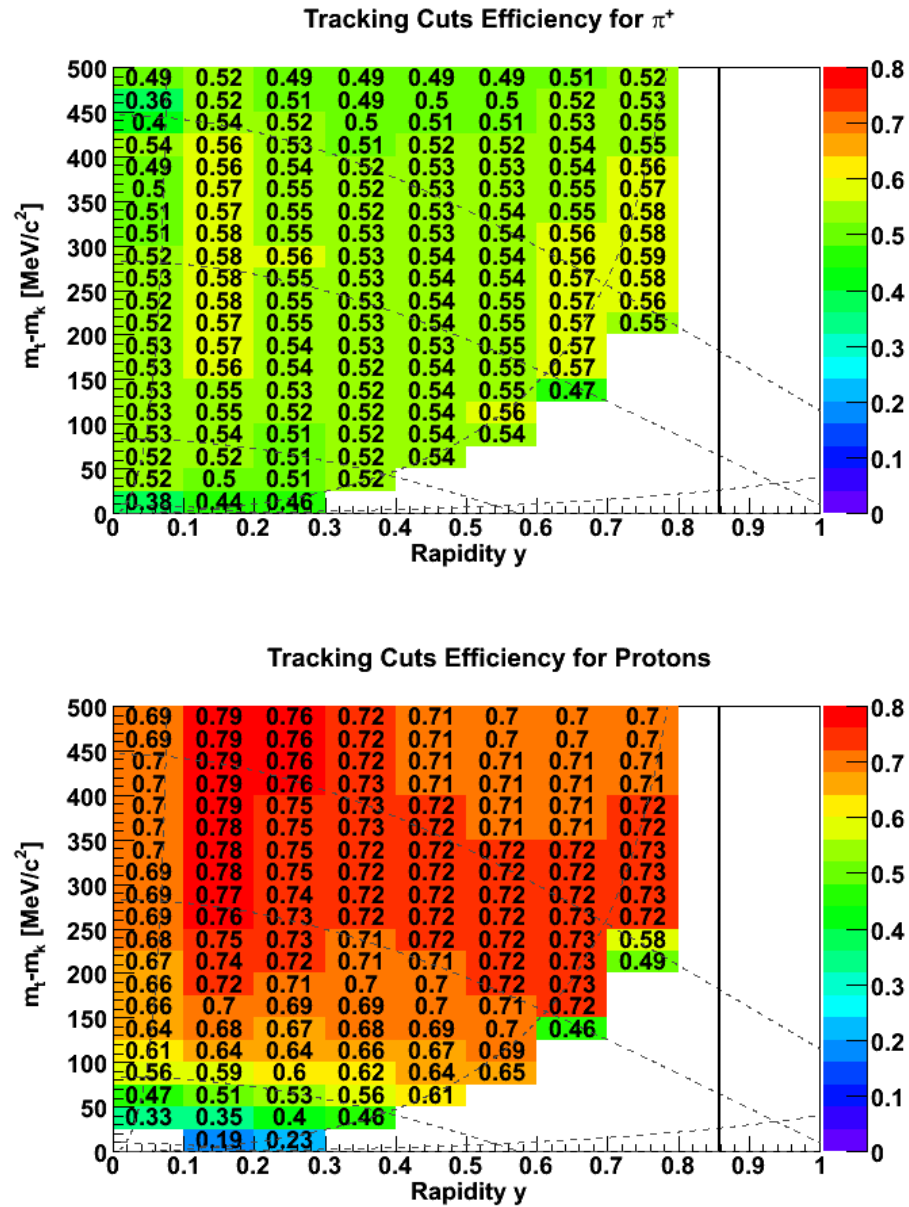 Tracking Cuts Efficiency for π⁺
m_t-m_k [MeV/c²]
500
450
400
350
300
250
200
150
100
50
0
0.49 0.52 0.49 0.49 0.49 0.49 0.51 0.52
0.36 0.52 0.51 0.49 0.5 0.5 0.52 0.53
0.4 0.54 0.52 0.5 0.51 0.51 0.53 0.55
0.54 0.56 0.53 0.51 0.52 0.52 0.54 0.55
0.49 0.56 0.54 0.52 0.53 0.53 0.54 0.56
0.5 0.57 0.55 0.52 0.53 0.53 0.55 0.57
0.51 0.57 0.55 0.52 0.53 0.54 0.55 0.58
0.51 0.58 0.55 0.53 0.55 0.54 0.56 0.58
0.52 0.58 0.56 0.53 0.54 0.54 0.56 0.59
0.53 0.58 0.55 0.53 0.54 0.54 0.57 0.58
0.52 0.58 0.55 0.53 0.54 0.55 0.57 0.56
0.52 0.57 0.55 0.53 0.54 0.55 0.57 0.55
0.53 0.57 0.54 0.53 0.53 0.55 0.57
0.53 0.56 0.54 0.52 0.54 0.55 0.57
0.53 0.55 0.53 0.52 0.54 0.55 0.47
0.53 0.55 0.52 0.52 0.54 0.56
0.53 0.54 0.51 0.52 0.54 0.54
0.52 0.52 0.51 0.52 0.54
0.52 0.5 0.51 0.52
0.38 0.44 0.46
0 0.1 0.2 0.3 0.4 0.5 0.6 0.7 0.8 0.9 1
Rapidity y
0.8
0.7
0.6
0.5
0.4
0.3
0.2
0.1
0
Tracking Cuts Efficiency for Protons
m_t-m_k [MeV/c²]
500
450
400
350
300
250
200
150
100
50
0
0.69 0.79 0.76 0.72 0.71 0.7 0.7 0.7
0.69 0.79 0.76 0.72 0.71 0.7 0.7 0.7
0.7 0.79 0.76 0.72 0.71 0.71 0.71 0.71
0.7 0.79 0.76 0.73 0.71 0.71 0.71 0.71
0.7 0.79 0.75 0.73 0.72 0.71 0.71 0.72
0.7 0.78 0.75 0.73 0.72 0.71 0.71 0.72
0.7 0.78 0.75 0.72 0.72 0.72 0.72 0.73
0.69 0.78 0.75 0.72 0.72 0.72 0.72 0.73
0.69 0.77 0.74 0.72 0.72 0.72 0.72 0.73
0.69 0.76 0.73 0.72 0.72 0.72 0.73 0.72
0.68 0.75 0.73 0.71 0.72 0.72 0.73 0.58
0.67 0.74 0.72 0.71 0.71 0.72 0.73 0.49
0.66 0.72 0.71 0.7 0.7 0.72 0.73
0.66 0.7 0.69 0.69 0.7 0.71 0.72
0.64 0.68 0.67 0.68 0.69 0.7 0.46
0.61 0.64 0.64 0.66 0.67 0.69
0.56 0.59 0.6 0.62 0.64 0.65
0.47 0.51 0.53 0.56 0.61
0.33 0.35 0.4 0.46
0.19 0.23
0 0.1 0.2 0.3 0.4 0.5 0.6 0.7 0.8 0.9 1
Rapidity y
0.8
0.7
0.6
0.5
0.4
0.3
0.2
0.1
0